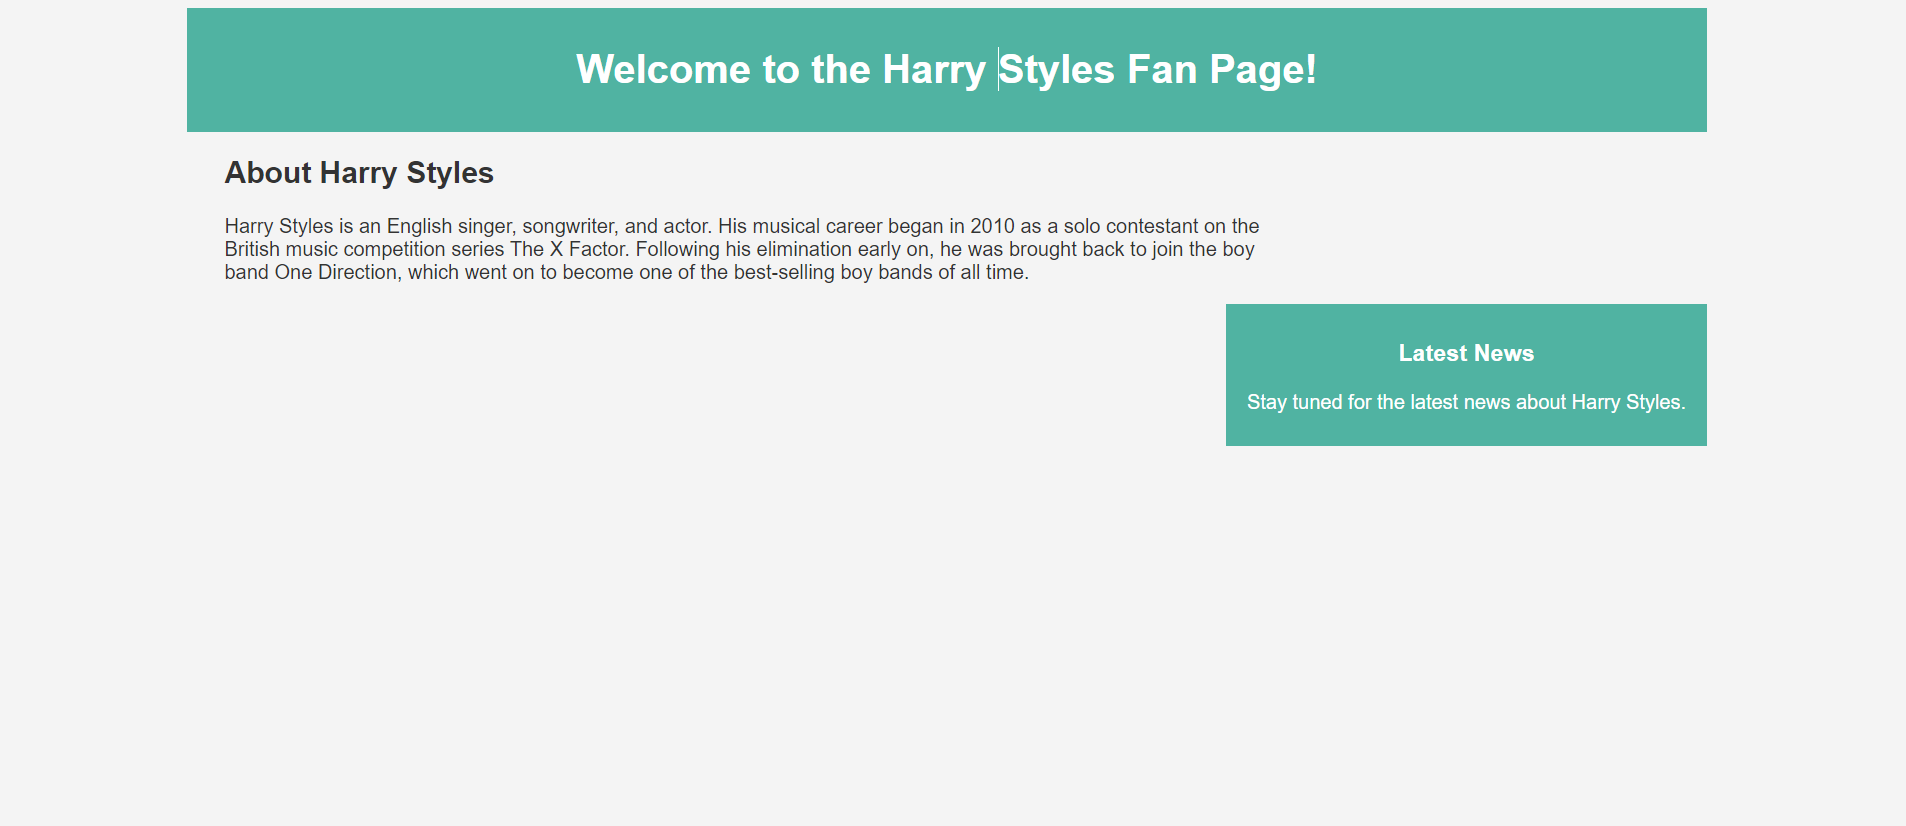 Welcome to the Harry Styles Fan Page!
About Harry Styles
Harry Styles is an English singer, songwriter, and actor. His musical career began in 2010 as a solo contestant on the
British music competition series The X Factor. Following his elimination early on, he was brought back to join the boy
band One Direction, which went on to become one of the best-selling boy bands of all time.
Latest News
Stay tuned for the latest news about Harry Styles.